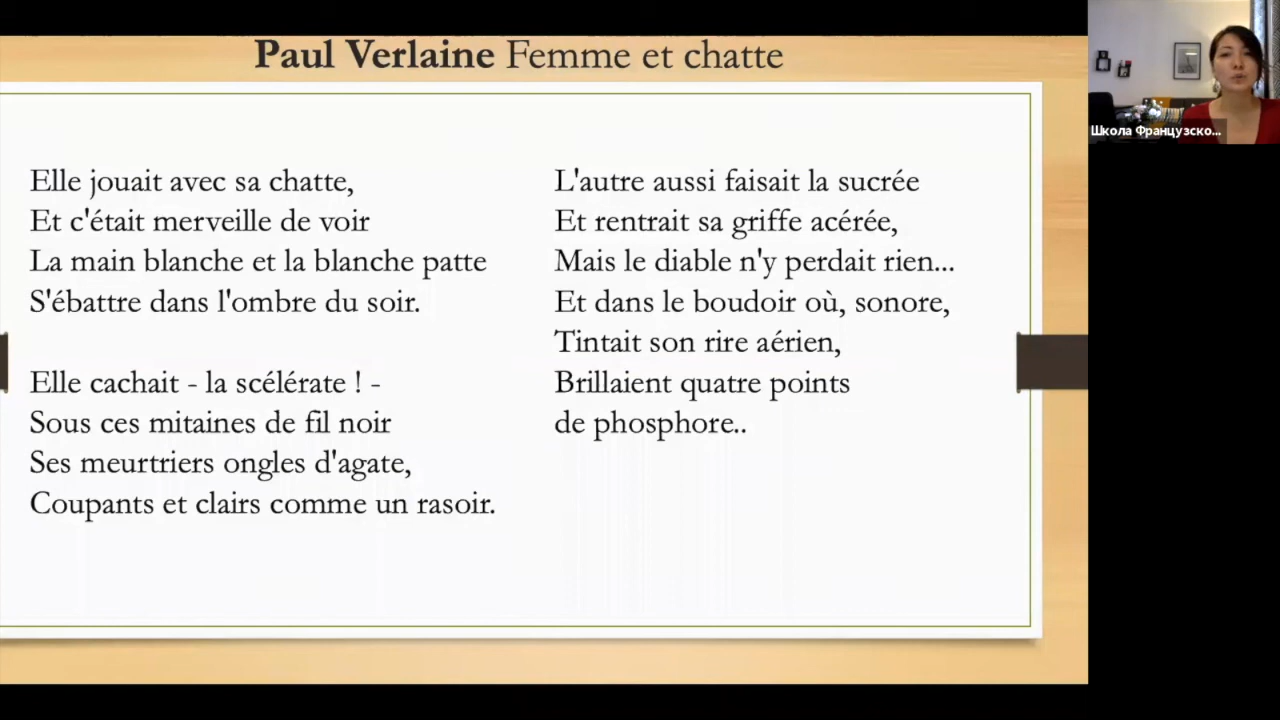 Paul Verlaine Femme et chatte
Elle jouait avec sa chatte,
Et c'était merveille de voir
La main blanche et la blanche patte
S'ébattre dans l'ombre du soir.
Elle cachait - la scélérate ! -
Sous ces mitaines de fil noir
Ses meurtriers ongles d'agate,
Coupants et clairs comme un rasoir.
L'autre aussi faisait la sucrée
Et rentrait sa griffe acérée,
Mais le diable n'y perdait rien...
Et dans le boudoir où, sonore,
Tintait son rire aérien,
Brillaient quatre points
de phosphore..
Школа Французско...